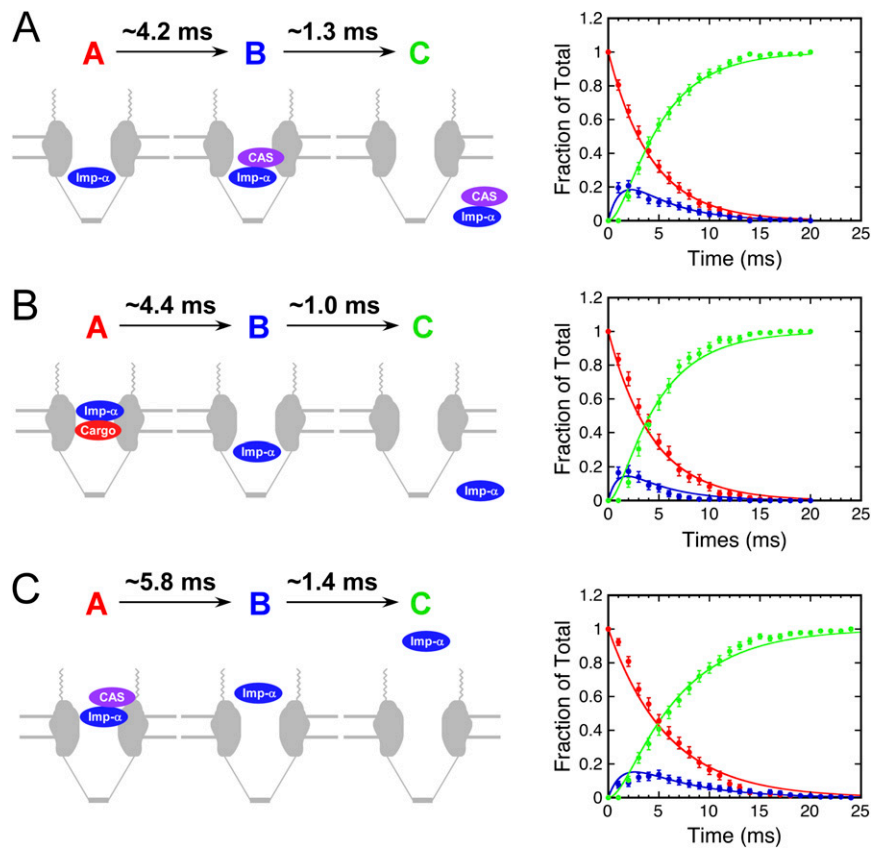 A
~4.2 ms ~1.3 ms
A B C
CAS
Imp-α Imp-α
CAS
Imp-α
Fraction of Total
1.2
1
0.8
0.6
0.4
0.2
0
0 5 10 15 20 25
Time (ms)
B
~4.4 ms ~1.0 ms
A B C
Imp-α
Cargo
Imp-α
Imp-α
Fraction of Total
1.2
1
0.8
0.6
0.4
0.2
0
0 5 10 15 20 25
Times (ms)
C
~5.8 ms ~1.4 ms
A B C
Imp-α
CAS Imp-α
Imp-α
Fraction of Total
1.2
1
0.8
0.6
0.4
0.2
0
0 5 10 15 20 25
Time (ms)